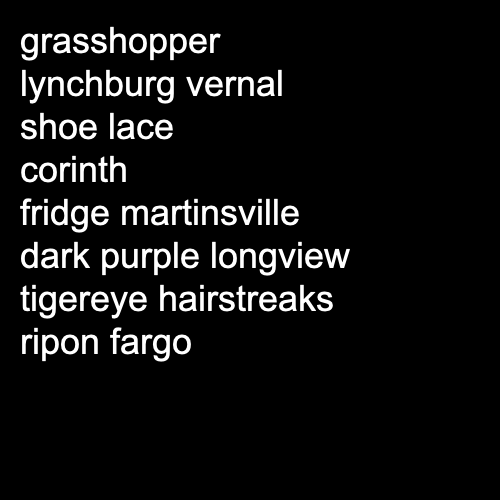 grasshopper
lynchburg vernal
shoe lace
corinth
fridge martinsville
dark purple longview
tigereye hairstreaks
ripon fargo